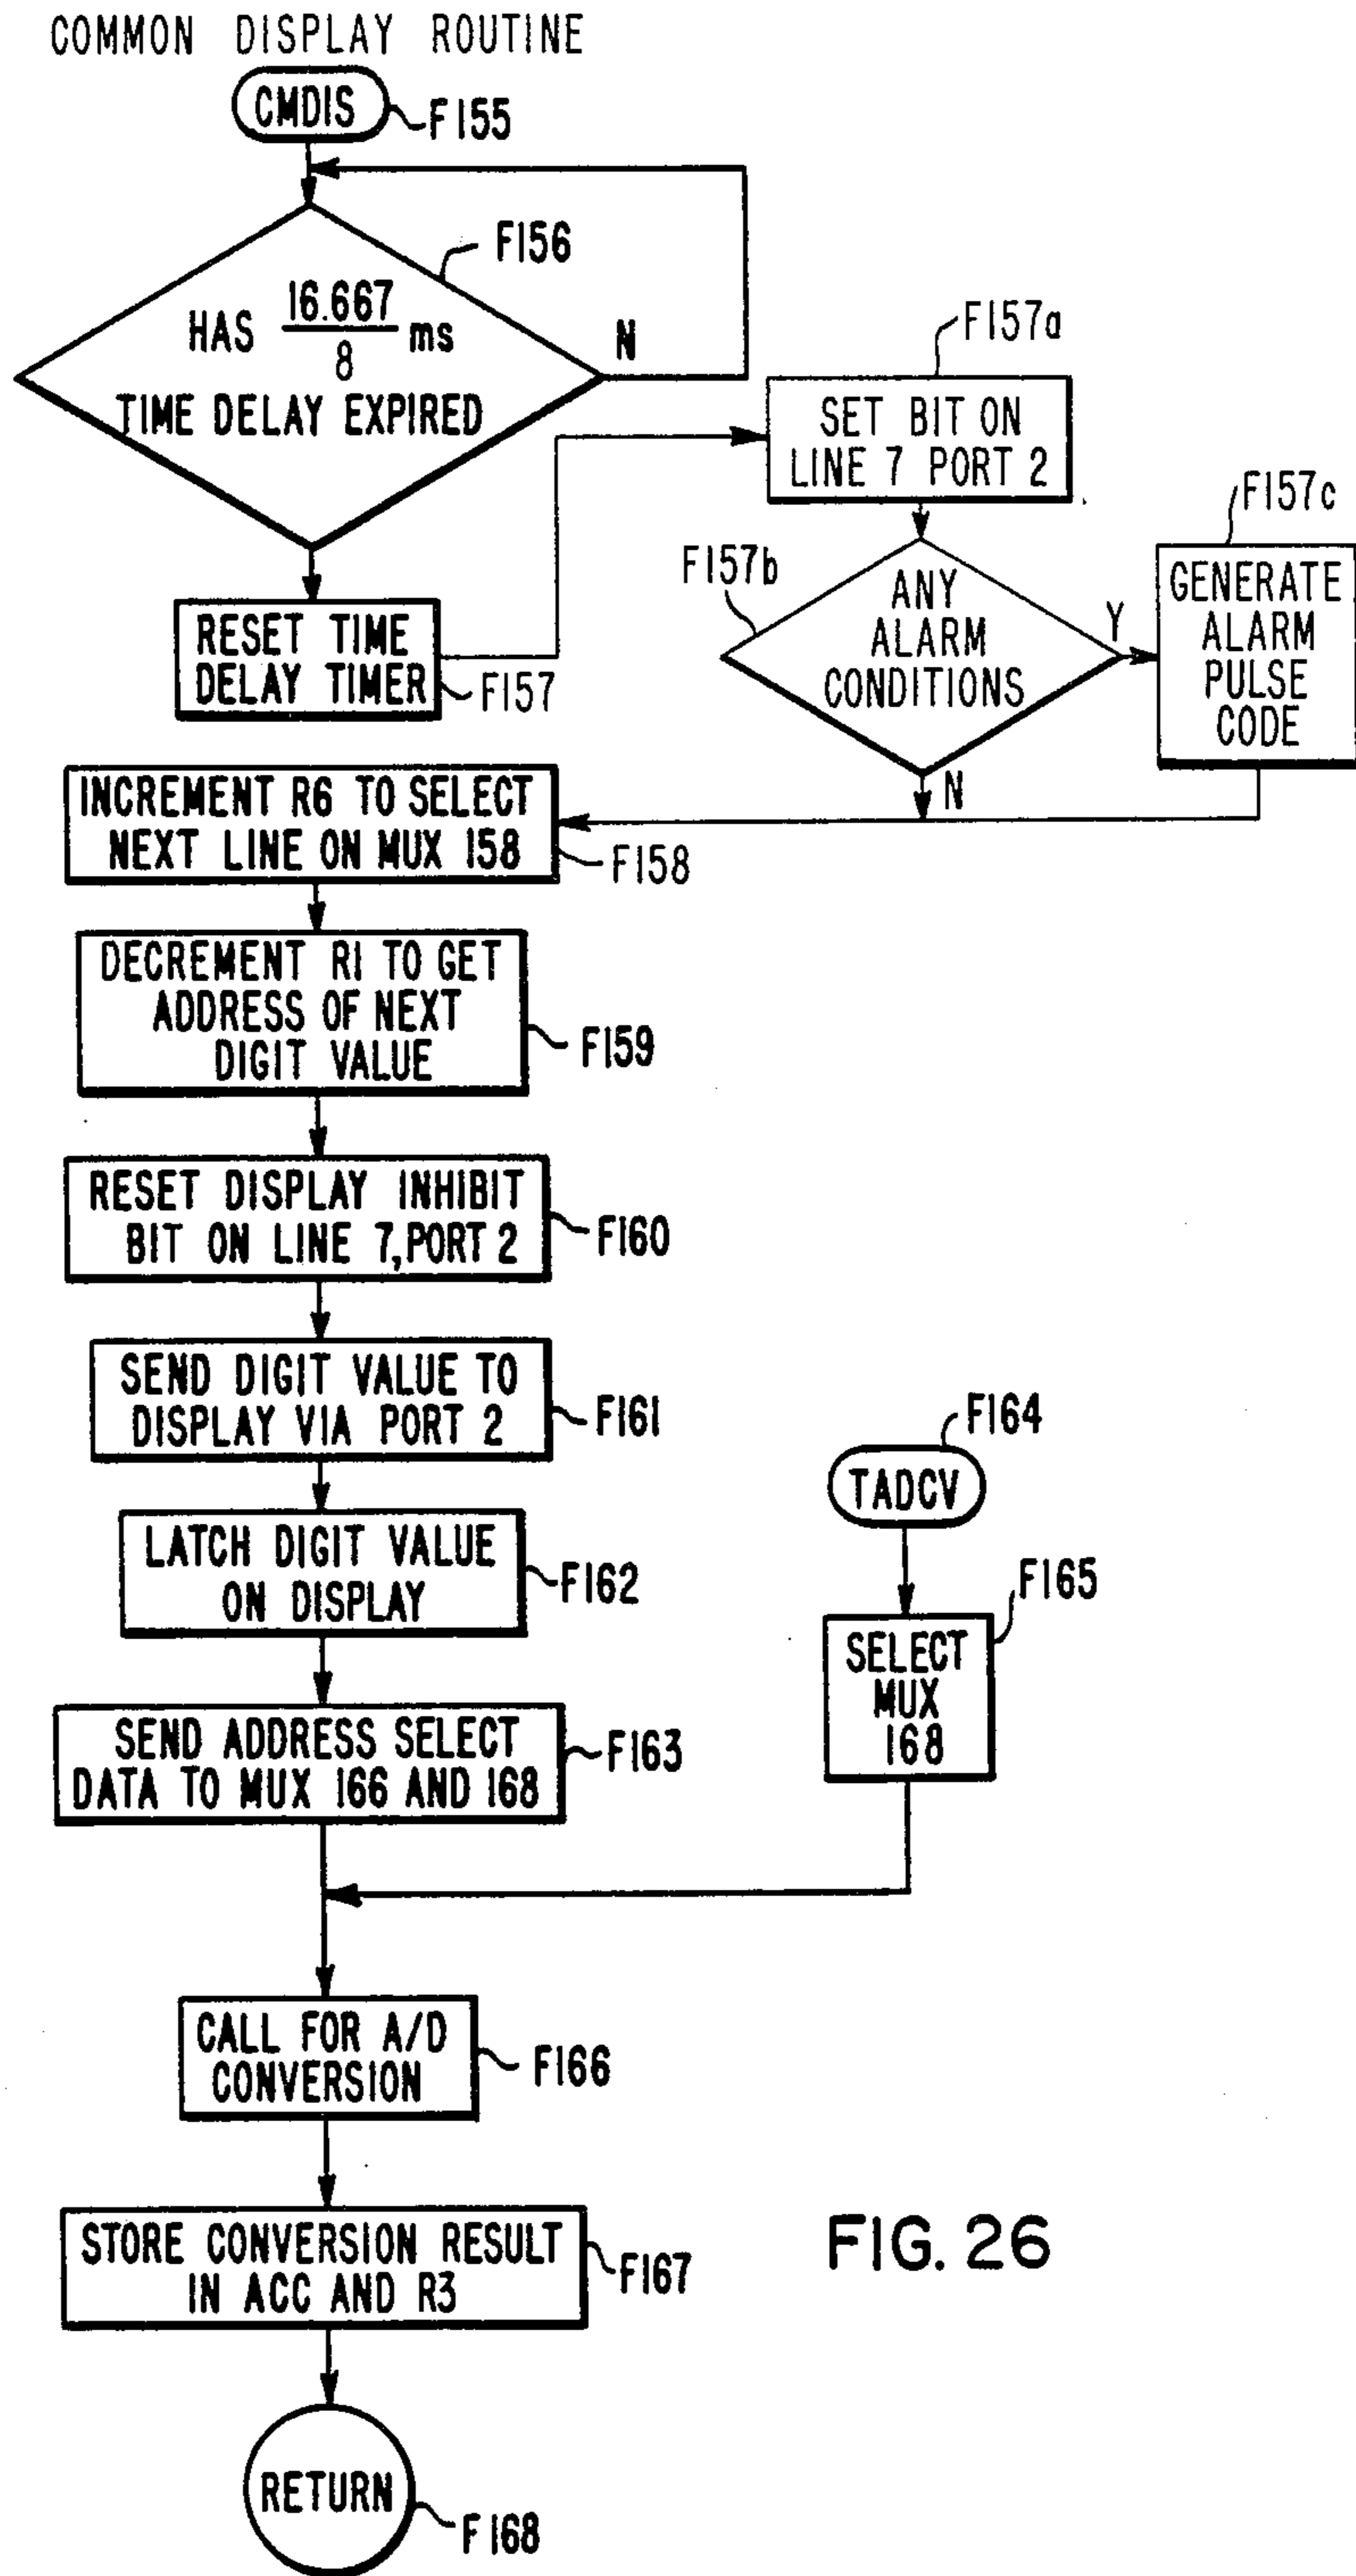 COMMON DISPLAY ROUTINE
CMDIS
F155
F156
HAS 16.667/8 ms
TIME DELAY EXPIRED
N
RESET TIME
DELAY TIMER
F157
F157a
SET BIT ON
LINE 7 PORT 2
F157b
ANY
ALARM
CONDITIONS
Y
N
F157c
GENERATE
ALARM
PULSE
CODE
INCREMENT R6 TO SELECT
NEXT LINE ON MUX 158
F158
DECREMENT R1 TO GET
ADDRESS OF NEXT
DIGIT VALUE
F159
RESET DISPLAY INHIBIT
BIT ON LINE 7, PORT 2
F160
SEND DIGIT VALUE TO
DISPLAY VIA PORT 2
F161
LATCH DIGIT VALUE
ON DISPLAY
F162
SEND ADDRESS SELECT
DATA TO MUX 166 AND 168
F163
F164
TADCV
F165
SELECT
MUX
168
CALL FOR A/D
CONVERSION
F166
STORE CONVERSION RESULT
IN ACC AND R3
F167
RETURN
F168
FIG. 26